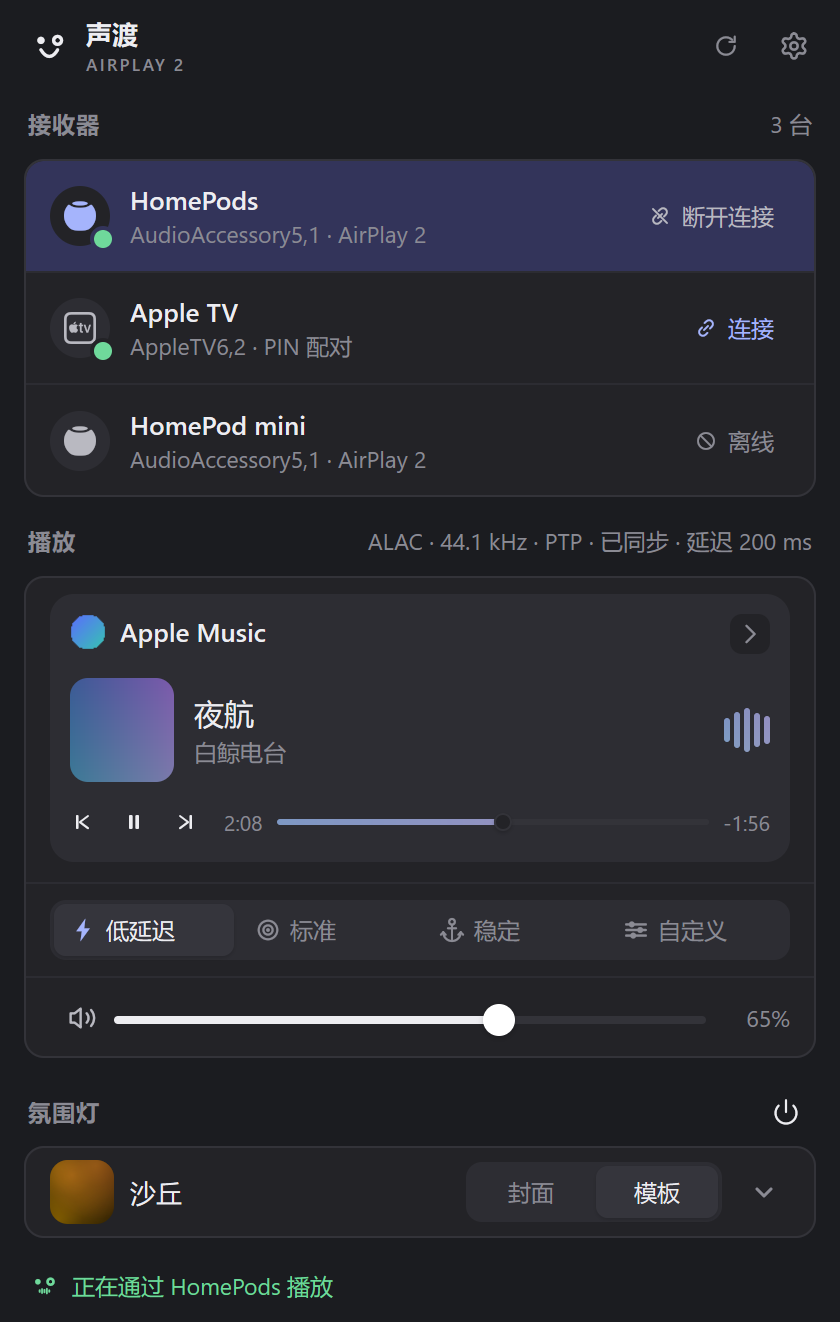 声渡
AIRPLAY 2
接收器 3 台
HomePods
AudioAccessory5,1 · AirPlay 2
断开连接
tv
Apple TV
AppleTV6,2 · PIN 配对
连接
HomePod mini
AudioAccessory5,1 · AirPlay 2
离线
播放 ALAC · 44.1 kHz · PTP · 已同步 · 延迟 200 ms
Apple Music
夜航
白鲸电台
2:08 -1:56
低延迟 标准 稳定 自定义
65%
氛围灯
沙丘 封面 模板
正在通过 HomePods 播放